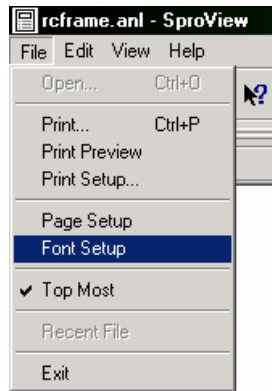 rcframe.anl - SproView
File Edit View Help
Open... Ctrl+O
Print... Ctrl+P
Print Preview
Print Setup...
Page Setup
Font Setup
✔ Top Most
Recent File
Exit